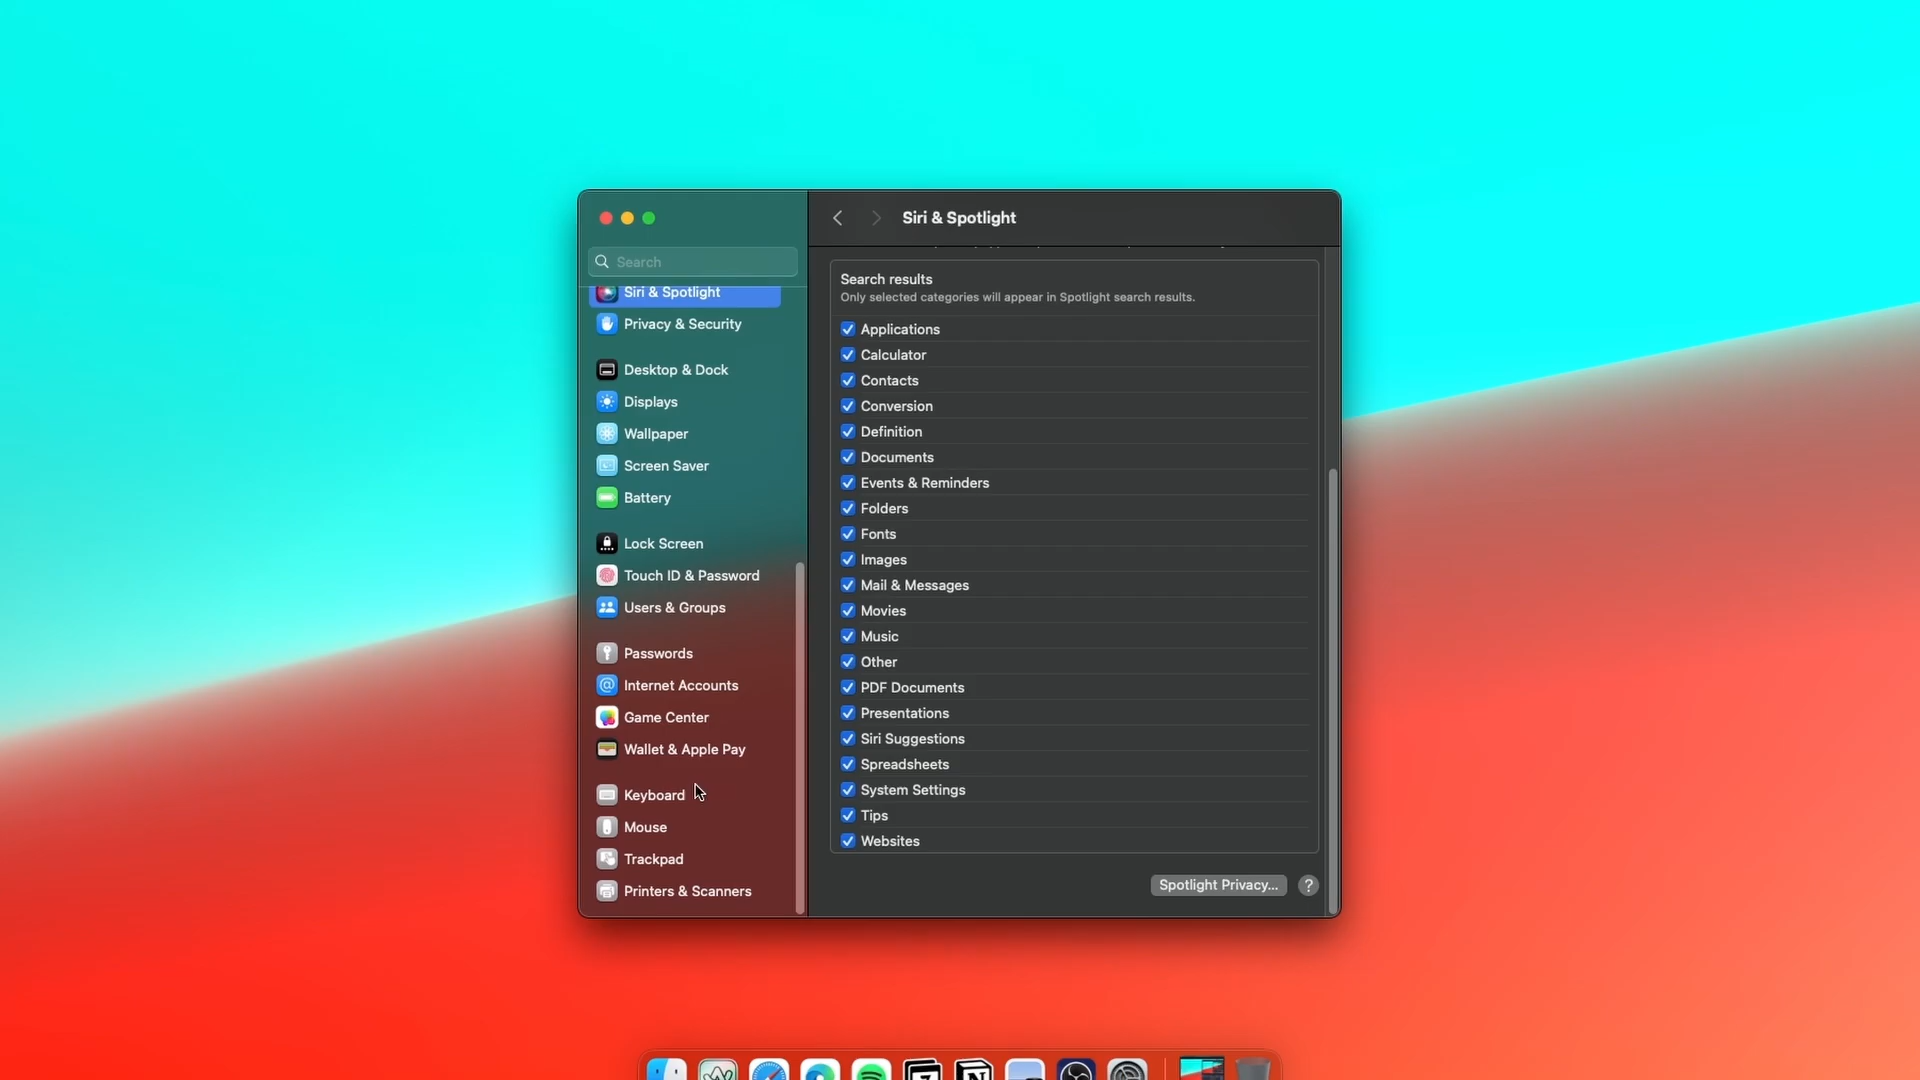 Siri & Spotlight
Search
Siri & Spotlight
Privacy & Security
Desktop & Dock
Displays
Wallpaper
Screen Saver
Battery
Lock Screen
Touch ID & Password
Users & Groups
Passwords
Internet Accounts
Game Center
Wallet & Apple Pay
Keyboard
Mouse
Trackpad
Printers & Scanners
Search results
Only selected categories will appear in Spotlight search results.
Applications
Calculator
Contacts
Conversion
Definition
Documents
Events & Reminders
Folders
Fonts
Images
Mail & Messages
Movies
Music
Other
PDF Documents
Presentations
Siri Suggestions
Spreadsheets
System Settings
Tips
Websites
Spotlight Privacy...
?